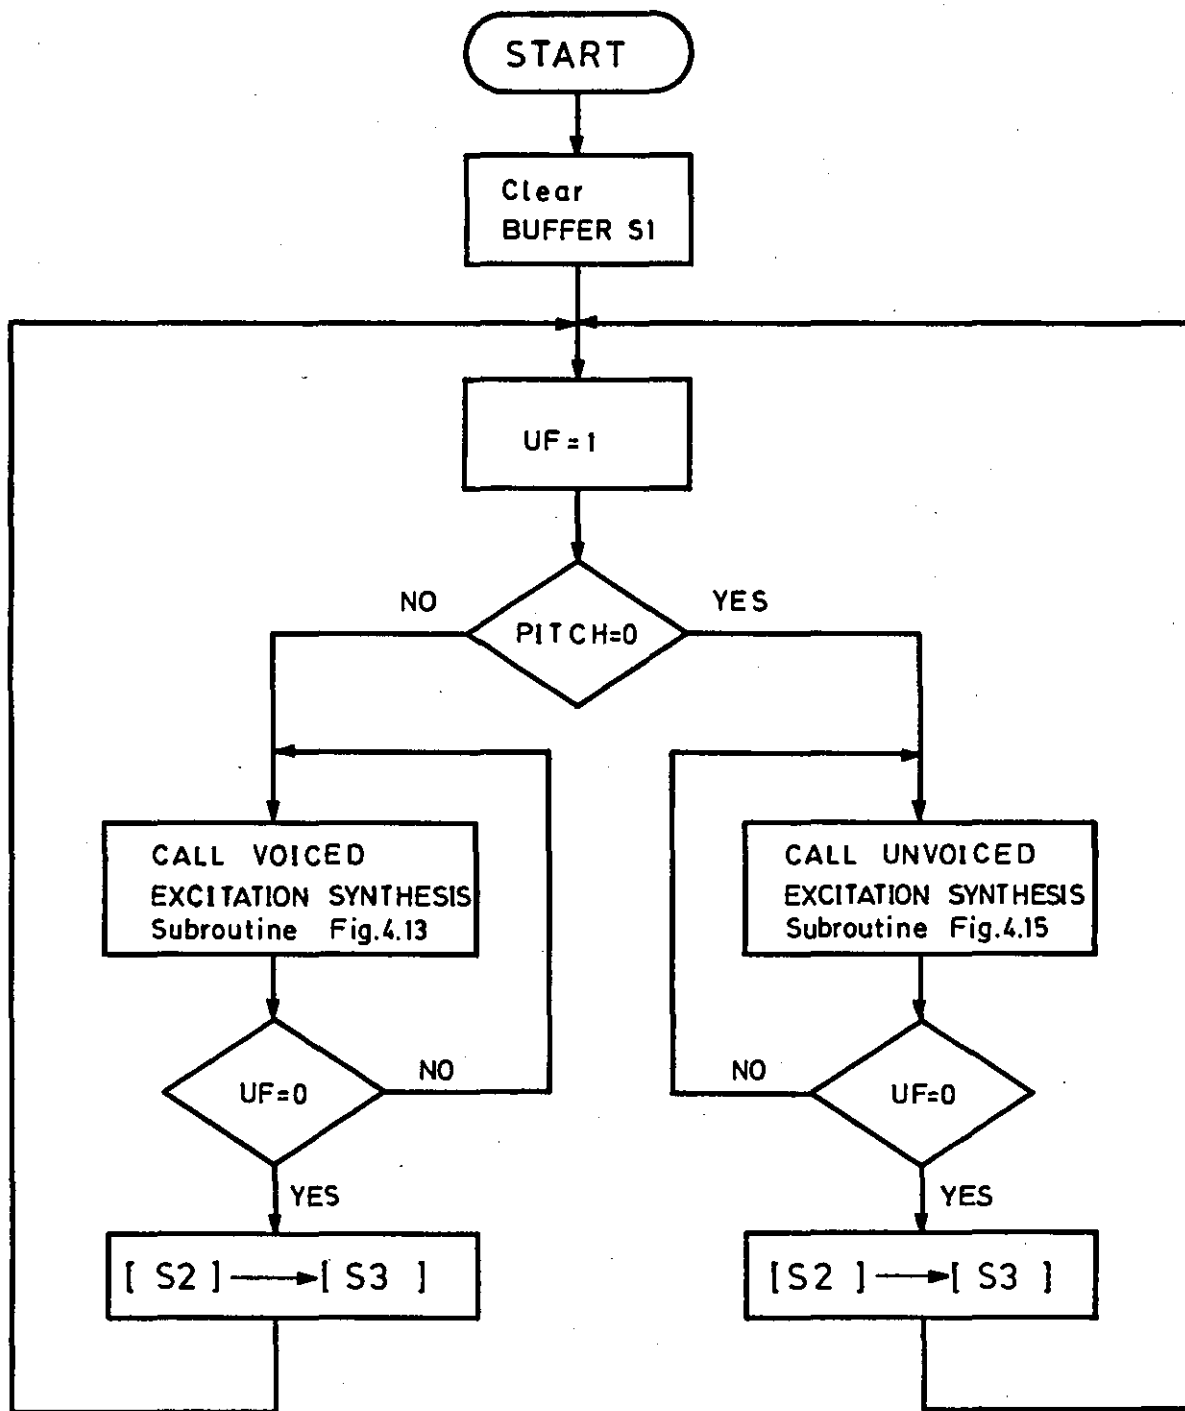 START
Clear
BUFFER S1
UF=1
NO
YES
PITCH=0
CALL VOICED
EXCITATION SYNTHESIS
Subroutine Fig.4.13
CALL UNVOICED
EXCITATION SYNTHESIS
Subroutine Fig.4.15
UF=0
NO
NO
UF=0
YES
YES
[ S2 ] → [ S3 ]
[ S2 ] → [ S3 ]